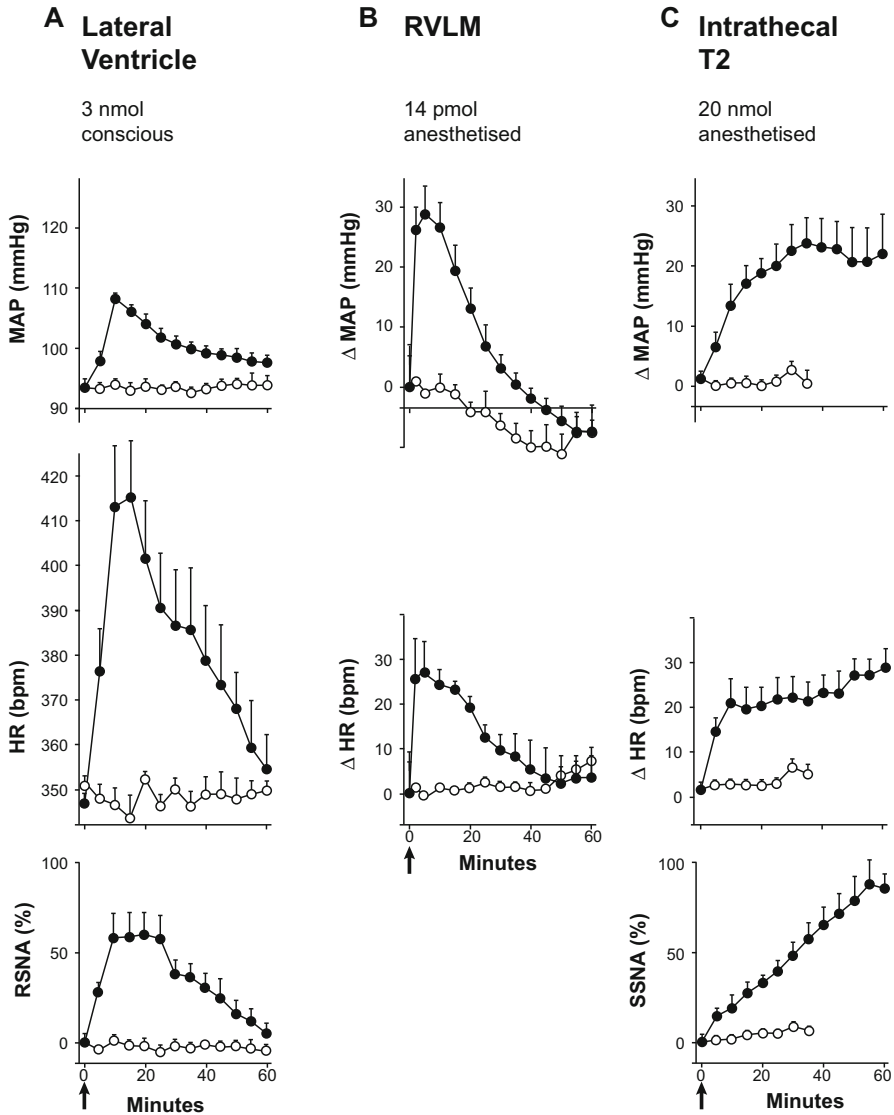 A Lateral
Ventricle
3 nmol
conscious
B RVLM
14 pmol
anesthetised
C Intrathecal
T2
20 nmol
anesthetised
MAP (mmHg)
120
110
100
90
Δ MAP (mmHg)
30
20
10
0
Δ MAP (mmHg)
30
20
10
0
HR (bpm)
420
410
400
390
380
370
360
350
Δ HR (bpm)
30
20
10
0
0 20 40 60
Minutes
Δ HR (bpm)
30
20
10
0
RSNA (%)
100
50
0
0 20 40 60
Minutes
SSNA (%)
100
50
0
0 20 40 60
Minutes